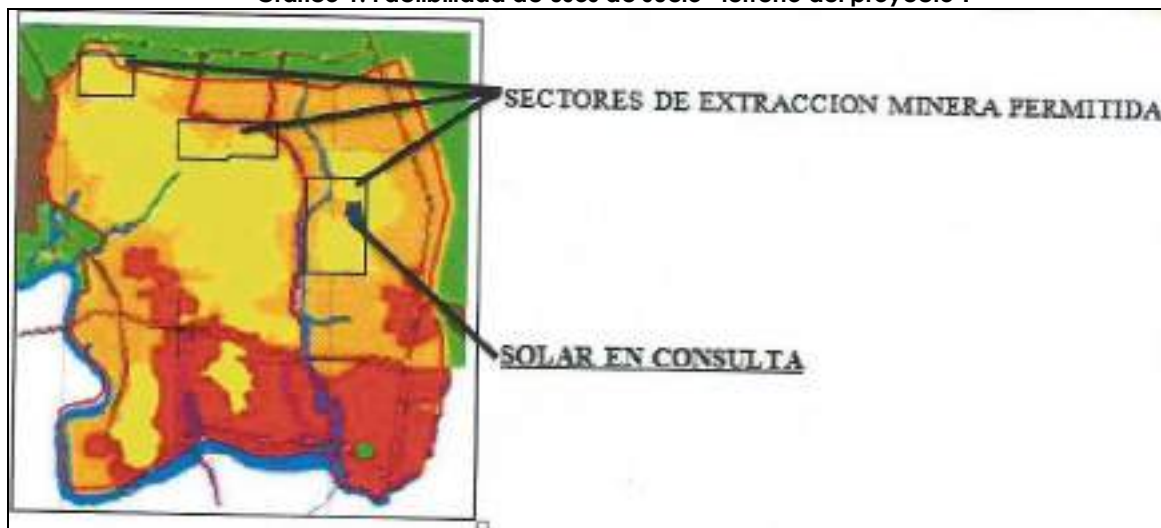 SECTORES DE EXTRACCION MINERA PERMITIDA
SOLAR EN CONSULTA